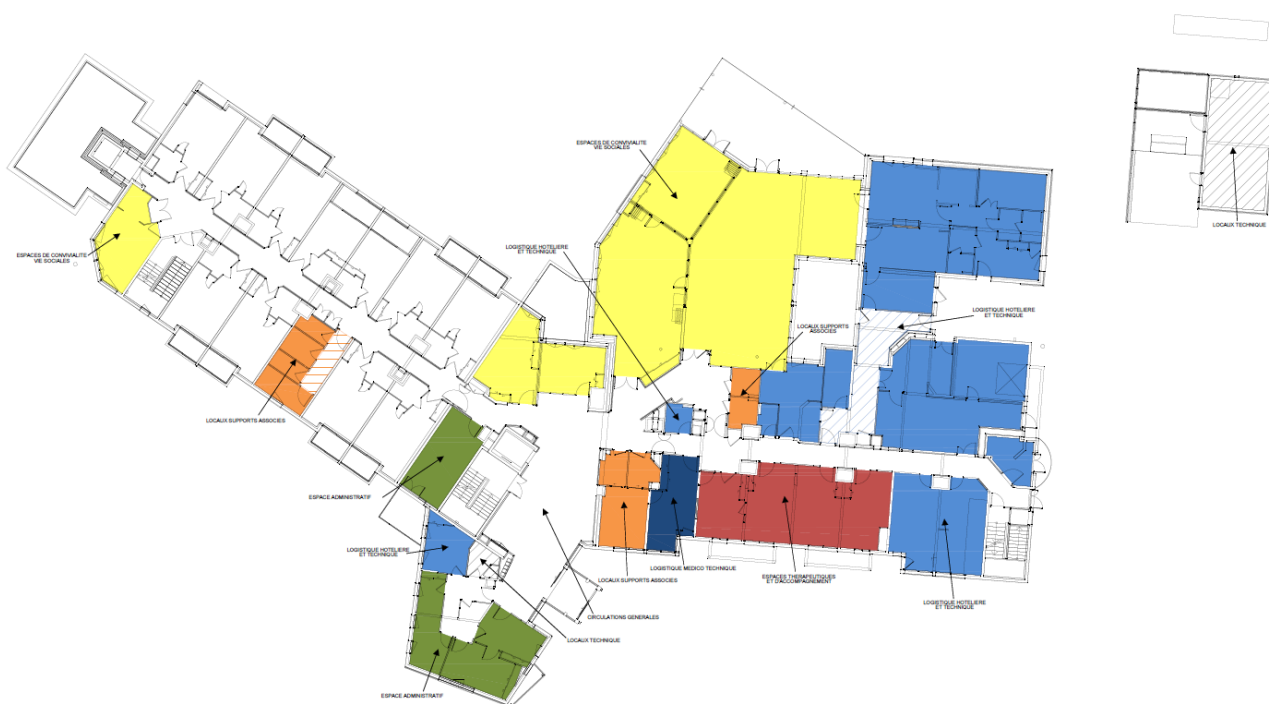 ESPACES DE CONVIVIALITE
VIE SOCIALES
LOCAUX TECHNIQUE
LOGISTIQUE HOTELIERE
ET TECHNIQUE
ESPACES DE CONVIVIALITE
VIE SOCIALES
LOGISTIQUE HOTELIERE
ET TECHNIQUE
LOCAUX SUPPORTS
ASSOCIES
LOCAUX SUPPORTS ASSOCIES
ESPACE ADMINISTRATIF
LOGISTIQUE HOTELIERE
ET TECHNIQUE
LOGISTIQUE MEDICO TECHNIQUE
LOCAUX SUPPORTS ASSOCIES
ESPACES THERAPEUTIQUES
ET D'ACCOMPAGNEMENT
LOGISTIQUE HOTELIERE
ET TECHNIQUE
CIRCULATIONS GENERALES
LOCAUX TECHNIQUE
ESPACE ADMINISTRATIF